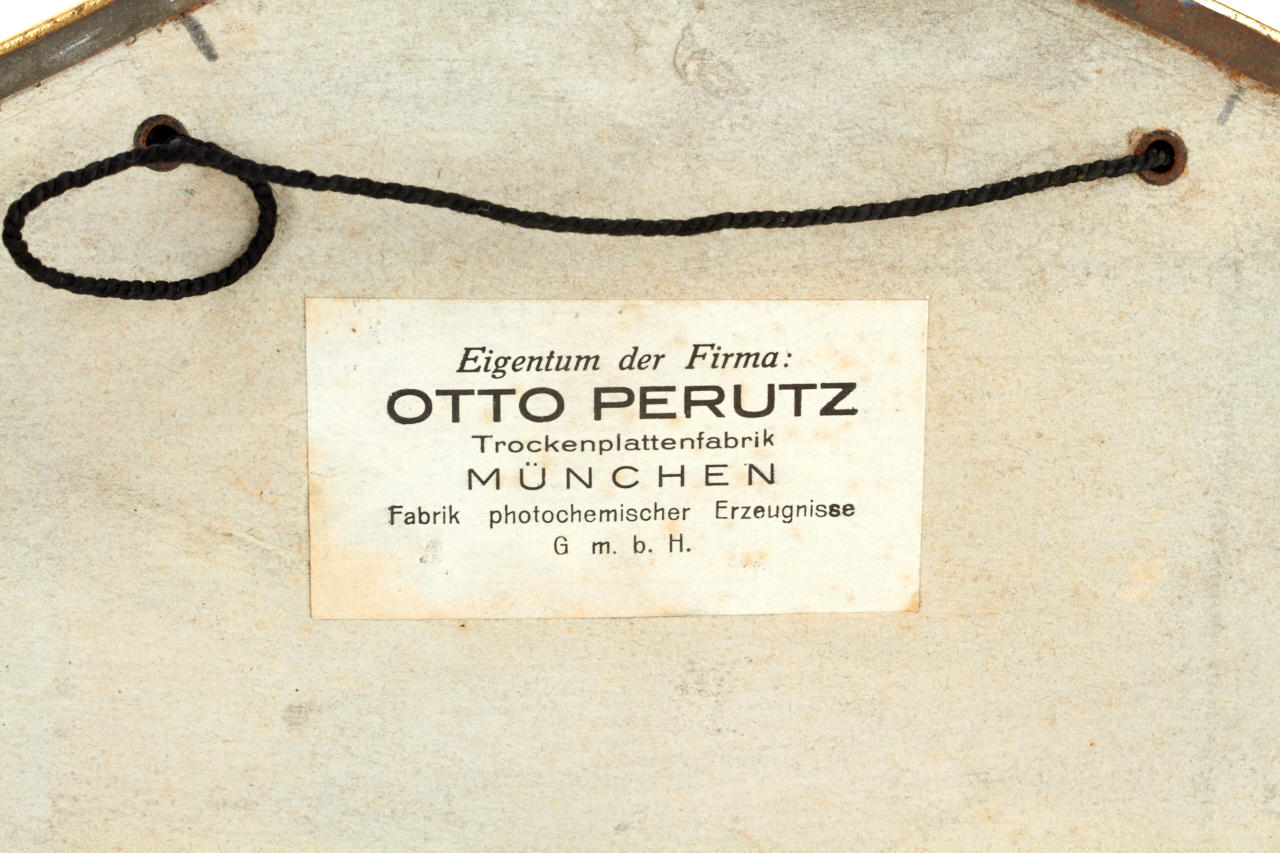 Eigentum der Firma:
OTTO PERUTZ
Trockenplattenfabrik
MÜNCHEN
Fabrik photochemischer Erzeugnisse
G m. b. H.